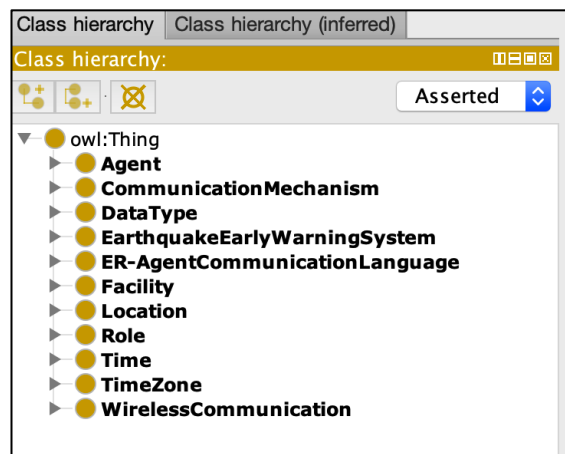 Class hierarchy Class hierarchy (inferred)
Class hierarchy:
Asserted
owl:Thing
Agent
CommunicationMechanism
DataType
EarthquakeEarlyWarningSystem
ER-AgentCommunicationLanguage
Facility
Location
Role
Time
TimeZone
WirelessCommunication